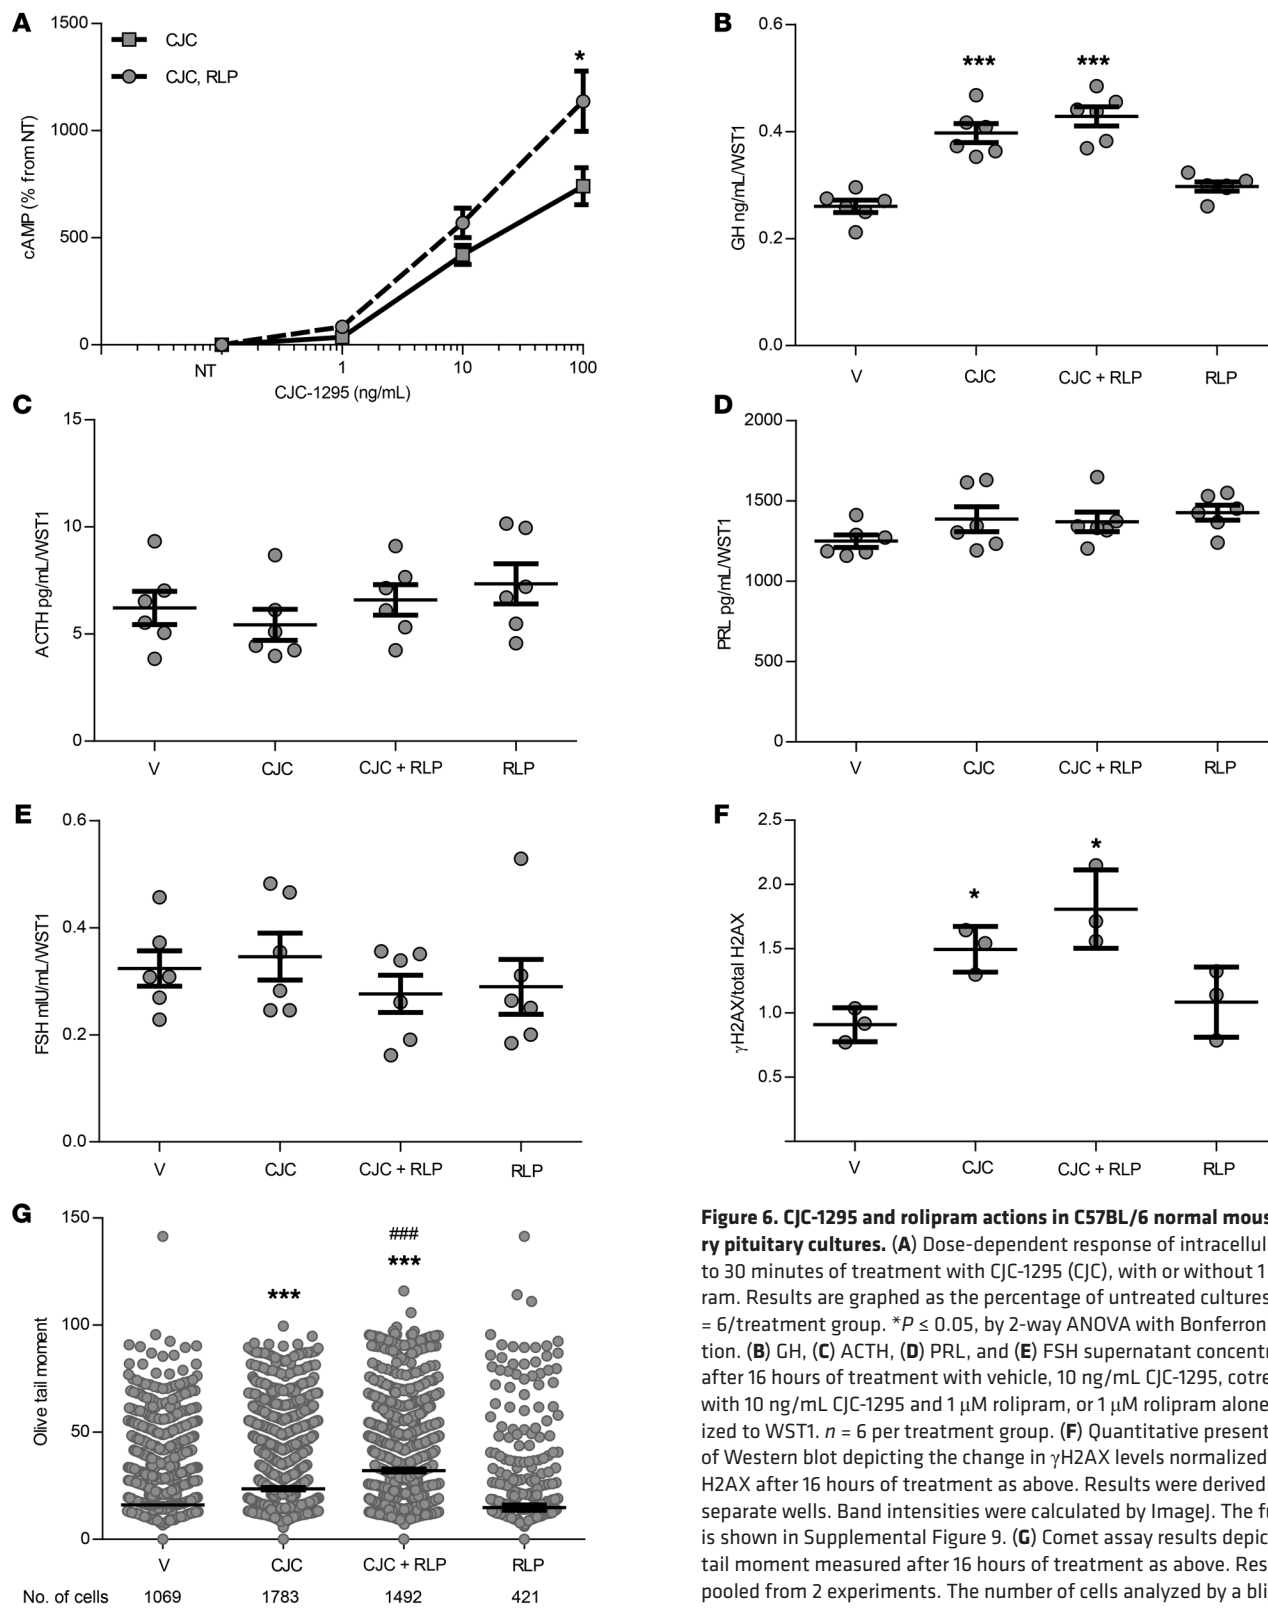 A
1500
1000
500
0
cAMP (% from NT)
CJC
CJC, RLP
*
NT
1
10
100
CJC-1295 (ng/mL)
B
0.6
0.4
0.2
0.0
GH ng/mL/WST1
***
***
V
CJC
CJC + RLP
RLP
C
15
10
5
0
ACTH pg/mL/WST1
V
CJC
CJC + RLP
RLP
D
2000
1500
1000
500
0
PRL pg/mL/WST1
V
CJC
CJC + RLP
RLP
E
0.6
0.4
0.2
0.0
FSH mIU/mL/WST1
V
CJC
CJC + RLP
RLP
F
2.5
2.0
1.5
1.0
0.5
γH2AX/total H2AX
*
*
V
CJC
CJC + RLP
RLP
G
150
100
50
0
Olive tail moment
***
###
***
V
CJC
CJC + RLP
RLP
No. of cells 1069 1783 1492 421
Figure 6. CJC-1295 and rolipram actions in C57BL/6 normal mous
ry pituitary cultures. (A) Dose-dependent response of intracellul
to 30 minutes of treatment with CJC-1295 (CJC), with or without 1
ram. Results are graphed as the percentage of untreated cultures
= 6/treatment group. *P ≤ 0.05, by 2-way ANOVA with Bonferron
tion. (B) GH, (C) ACTH, (D) PRL, and (E) FSH supernatant concentr
after 16 hours of treatment with vehicle, 10 ng/mL CJC-1295, cotre
with 10 ng/mL CJC-1295 and 1 μM rolipram, or 1 μM rolipram alone
ized to WST1. n = 6 per treatment group. (F) Quantitative present
of Western blot depicting the change in γH2AX levels normalized
H2AX after 16 hours of treatment as above. Results were derived
separate wells. Band intensities were calculated by ImageJ. The fu
is shown in Supplemental Figure 9. (G) Comet assay results depic
tail moment measured after 16 hours of treatment as above. Res
pooled from 2 experiments. The number of cells analyzed by a bli